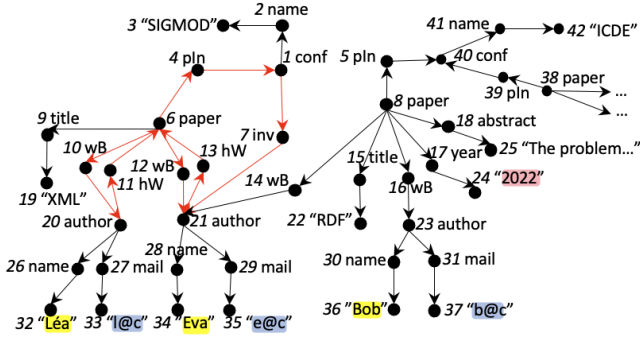 2 name
3 “SIGMOD”
41 name
42 “ICDE”
4 pIn
1 conf
5 pIn
40 conf
38 paper
39 pIn
...
...
9 title
6 paper
7 inv
8 paper
18 abstract
10 wB
13 hW
12 wB
25 “The problem...”
11 hW
14 wB
15 title
17 year
16 wB
24 “2022”
19 “XML”
20 author
21 author
22 “RDF”
23 author
28 name
26 name
27 mail
29 mail
30 name
31 mail
32 “Léa”
33 “l@c”
34 “Eva”
35 “e@c”
36 ”Bob”
37 ”b@c”